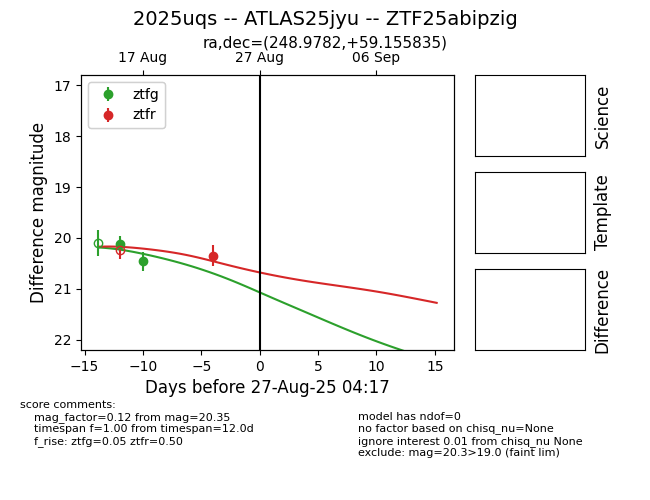 2025uqs -- ATLAS25jyu -- ZTF25abipzig
ra,dec=(248.9782,+59.155835)
17 Aug 27 Aug 06 Sep
ztfg
ztfr
17
18
19
20
21
22
Difference magnitude
−15 −10 −5 0 5 10 15
Days before 27-Aug-25 04:17
Science
Template
Difference
score comments:
mag_factor=0.12 from mag=20.35
timespan f=1.00 from timespan=12.0d
f_rise: ztfg=0.05 ztfr=0.50
model has ndof=0
no factor based on chisq_nu=None
ignore interest 0.01 from chisq_nu None
exclude: mag=20.3>19.0 (faint lim)